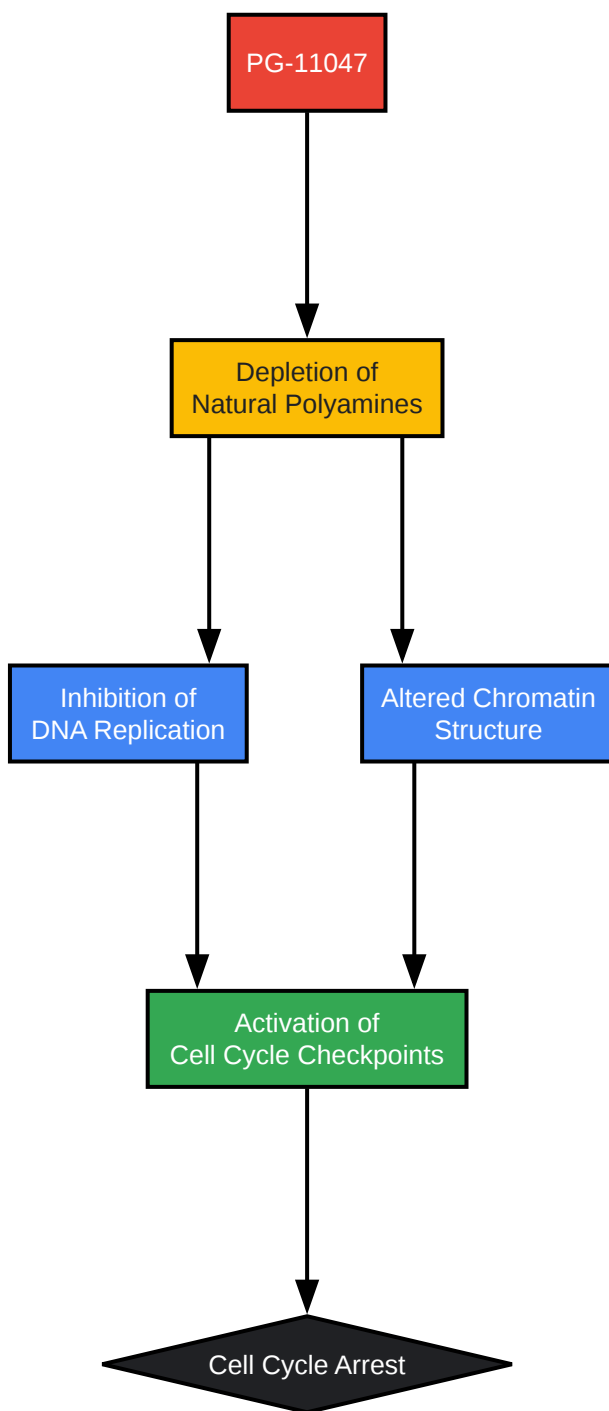 PG-11047
Depletion of
Natural Polyamines
Inhibition of
DNA Replication
Altered Chromatin
Structure
Activation of
Cell Cycle Checkpoints
Cell Cycle Arrest